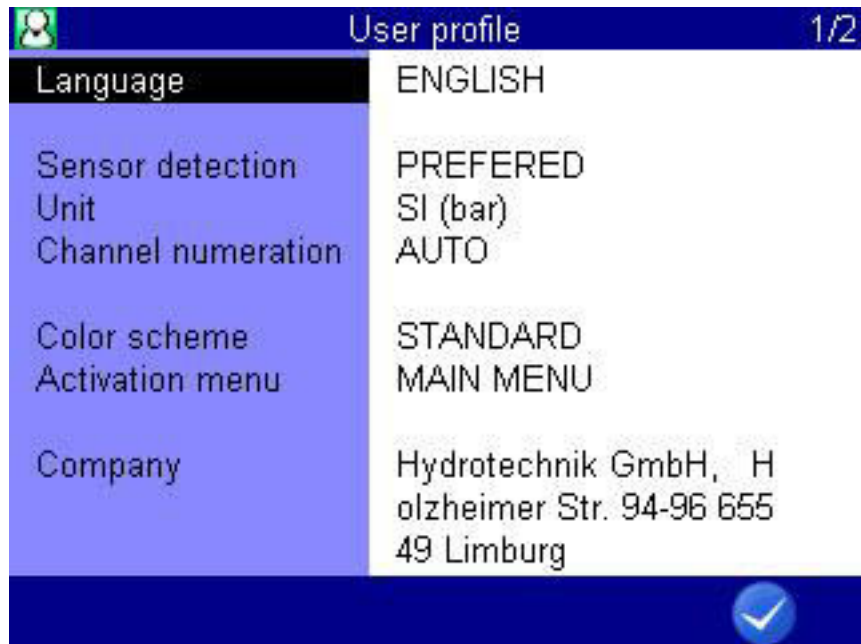 User profile 1/2
Language ENGLISH
Sensor detection PREFERED
Unit SI (bar)
Channel numeration AUTO
Color scheme STANDARD
Activation menu MAIN MENU
Company Hydrotechnik GmbH, H
olzheimer Str. 94-96 655
49 Limburg